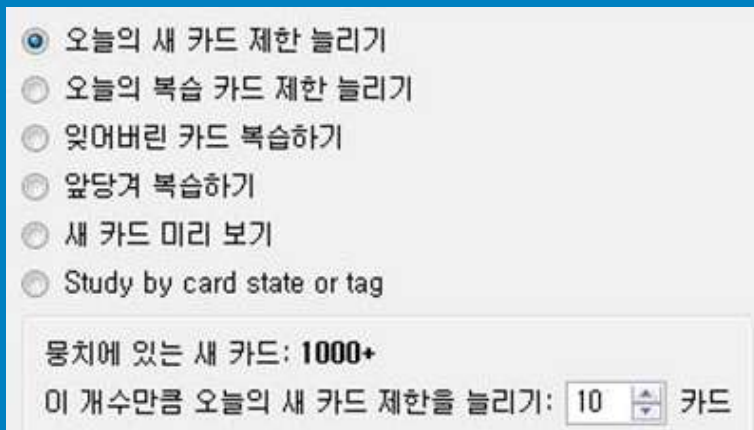 오늘의 새 카드 제한 늘리기
오늘의 복습 카드 제한 늘리기
잊어버린 카드 복습하기
앞당겨 복습하기
새 카드 미리 보기
Study by card state or tag
뭉치에 있는 새 카드: 1000+
이 개수만큼 오늘의 새 카드 제한을 늘리기: 10 카드